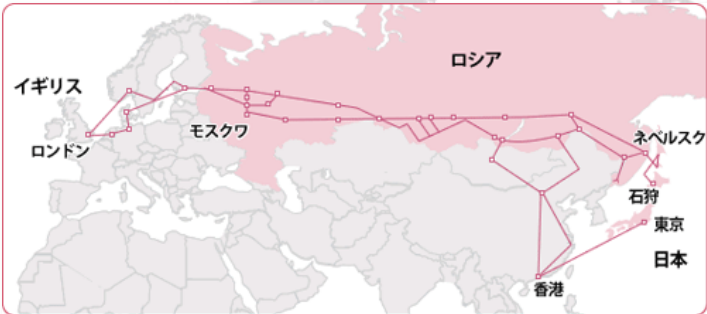 ロシア
イギリス
ロンドン
モスクワ
ネベルスク
石狩
東京
日本
香港